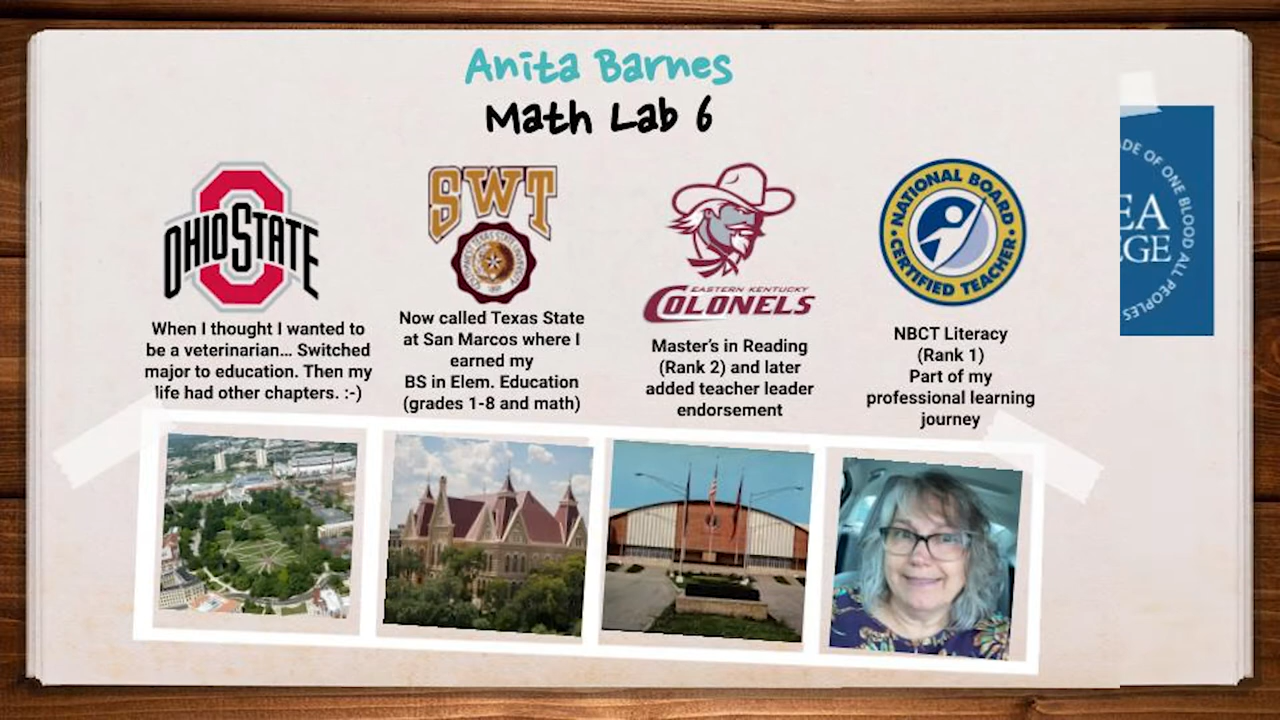 Anita Barnes
Math Lab 6
OHIO STATE
When I thought I wanted to
be a veterinarian... Switched
major to education. Then my
life had other chapters. :-)
SWT
Now called Texas State
at San Marcos where I
earned my
BS in Elem. Education
(grades 1-8 and math)
EASTERN KENTUCKY
COLONELS
Master's in Reading
(Rank 2) and later
added teacher leader
endorsement
NATIONAL BOARD
CERTIFIED TEACHER
NBCT Literacy
(Rank 1)
Part of my
professional learning
journey
DE OF ONE BLOOD ALL PEOPLES
EA
GE